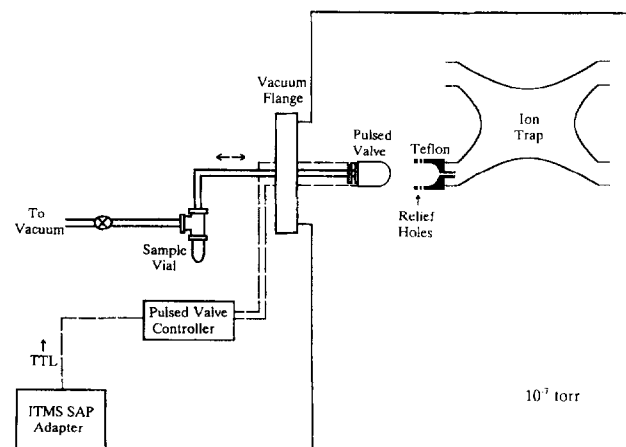 Vacuum
Flange
Pulsed
Valve
Teflon
Ion
Trap
Relief
Holes
To
Vacuum
Sample
Vial
Pulsed Valve
Controller
TTL
ITMS SAP
Adapter
10⁻⁷ torr